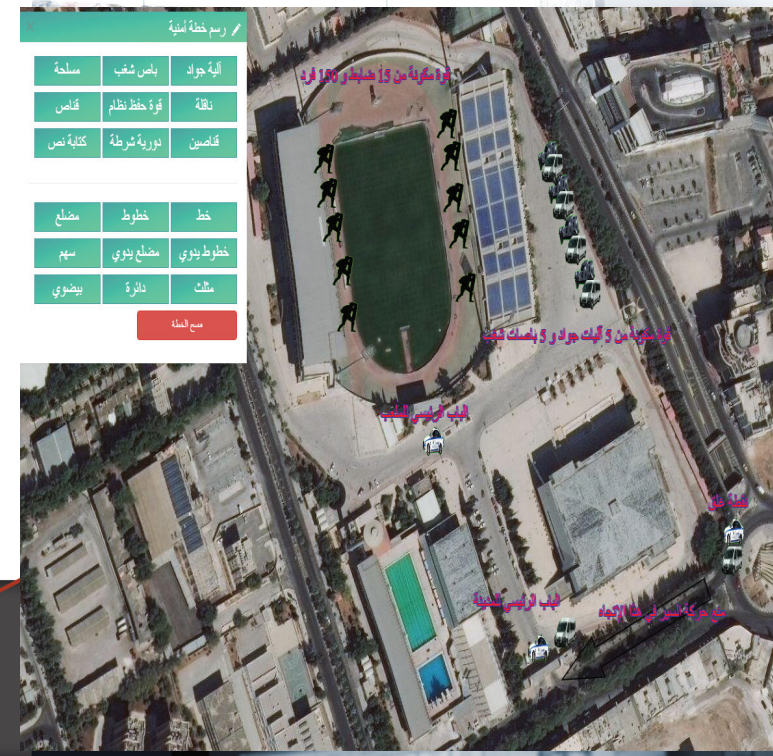 رسم خطة أمنية
آلية جواد
باص شغب
مسلحة
ناقلة
قوة حفظ نظام
قناص
قناصين
دورية شرطة
كتابة نص
خط
خطوط
مضلع
خطوط يدوي
مضلع يدوي
سهم
مثلث
دائرة
بيضوي
مسح الخطة
قوة مكونة من 15 ضابط و 150 فرد
قوة مكونة من 5 آليات جواد و 5 باصات شغب
الباب الرئيسي للملعب
نقطة غلق
الباب الرئيسي للمدينة
منع حركة السير في هذا الإتجاه